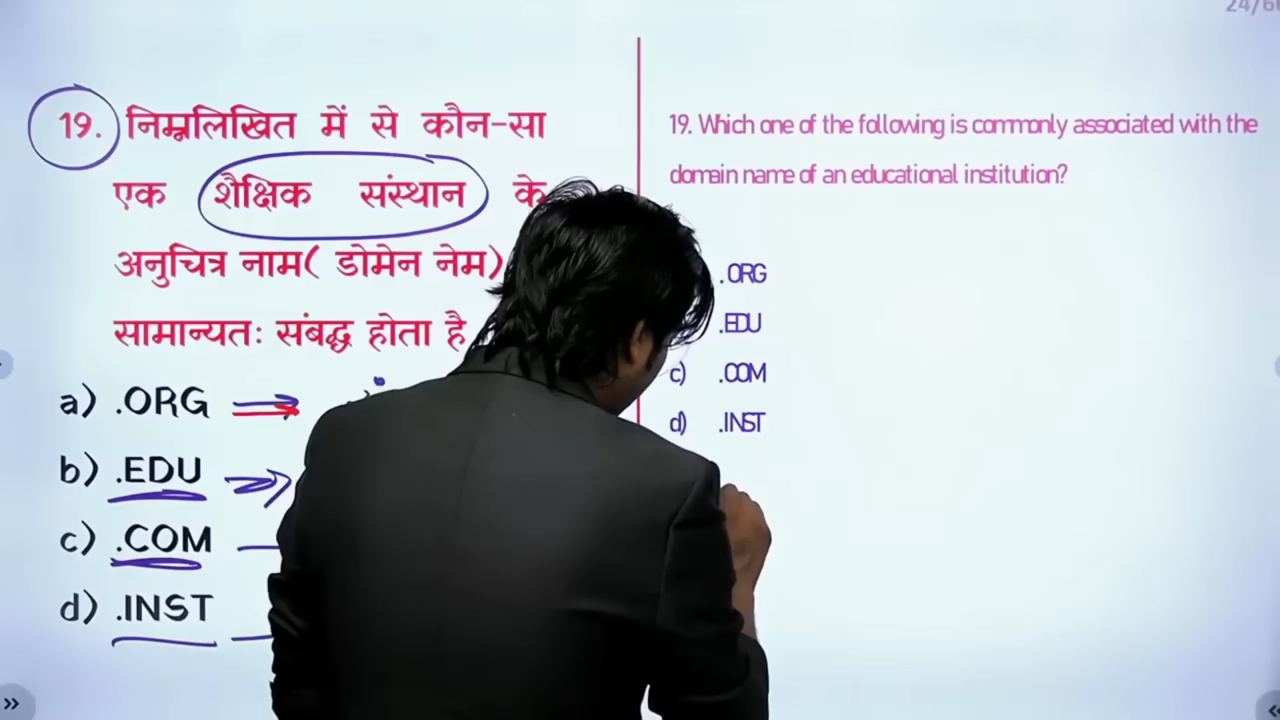 24/60
19. निम्नलिखित में से कौन-सा
एक शैक्षिक संस्थान के
अनुचित्र नाम( डोमेन नेम)
सामान्यतः संबद्ध होता है
a) .ORG
b) .EDU
c) .COM
d) .INST
19. Which one of the following is commonly associated with the
domain name of an educational institution?
.ORG
.EDU
c) .COM
d) .INST